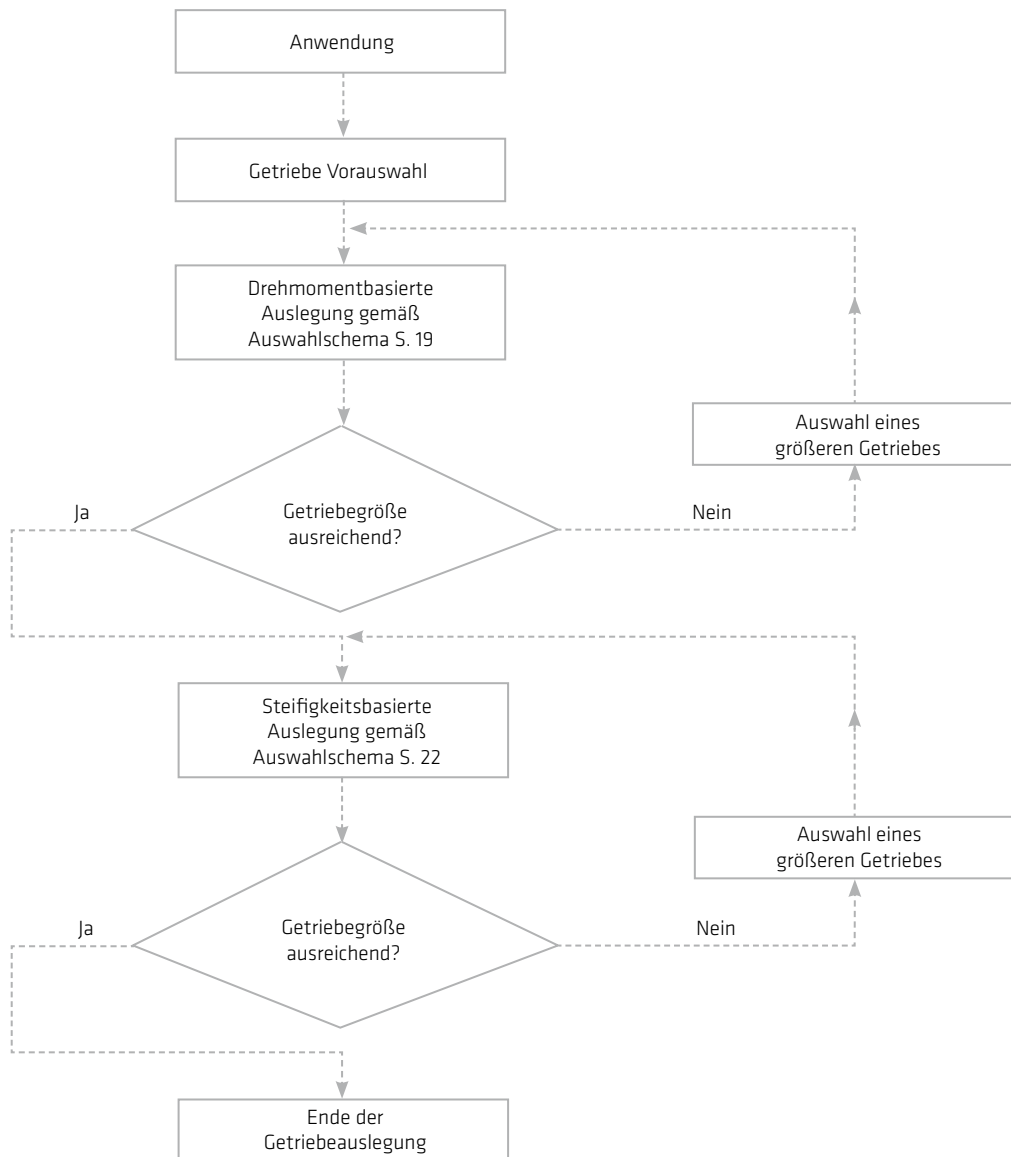 Anwendung
Getriebe Vorauswahl
Drehmomentbasierte
Auslegung gemäß
Auswahlschema S. 19
Auswahl eines
größeren Getriebes
Ja
Getriebegröße
ausreichend?
Nein
Steifigkeitsbasierte
Auslegung gemäß
Auswahlschema S. 22
Auswahl eines
größeren Getriebes
Ja
Getriebegröße
ausreichend?
Nein
Ende der
Getriebeauslegung